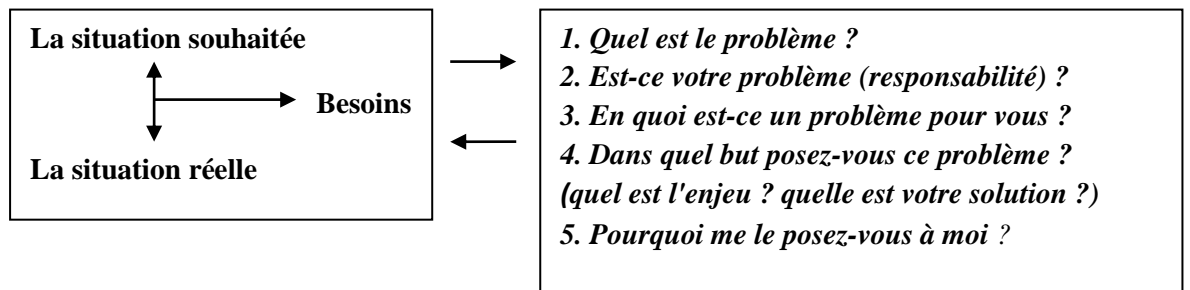 La situation souhaitée
Besoins
La situation réelle
1. Quel est le problème ?
2. Est-ce votre problème (responsabilité) ?
3. En quoi est-ce un problème pour vous ?
4. Dans quel but posez-vous ce problème ?
(quel est l'enjeu ? quelle est votre solution ?)
5. Pourquoi me le posez-vous à moi ?